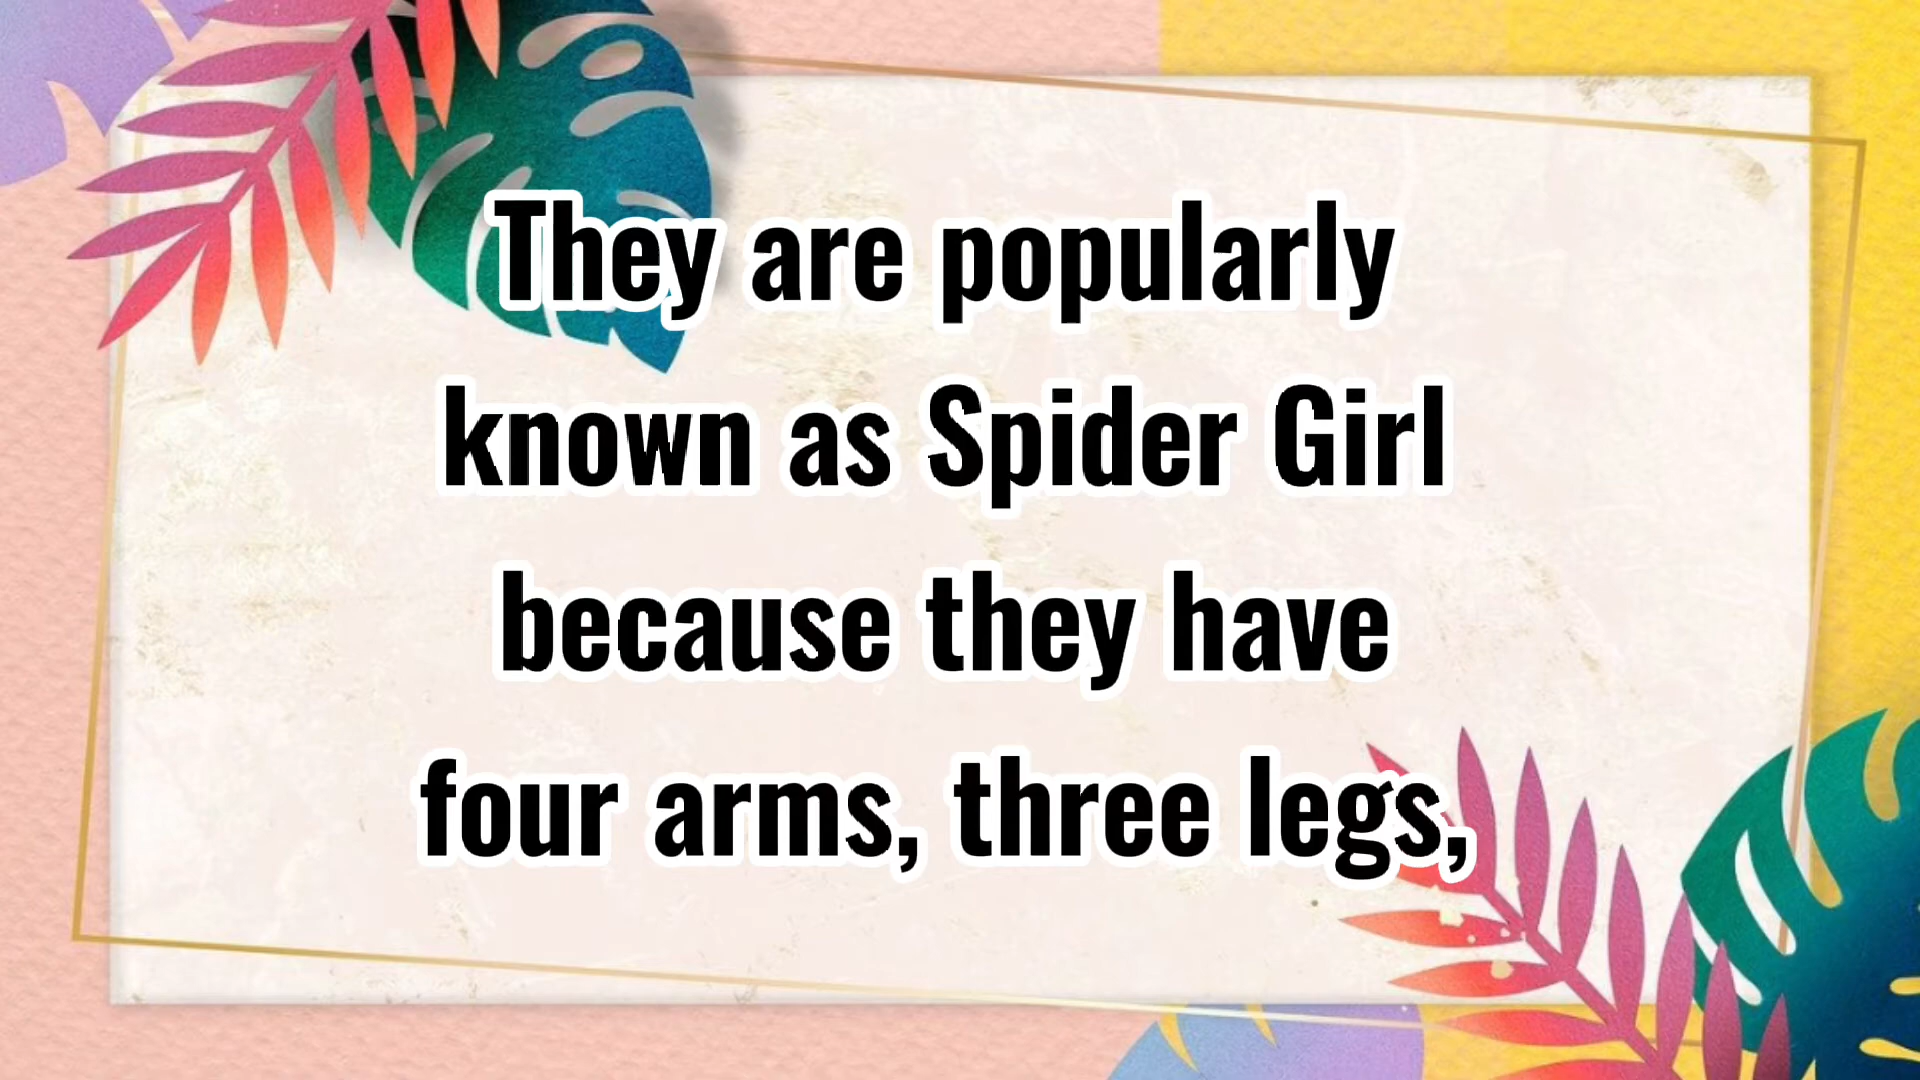 They are popularly
known as Spider Girl
because they have
four arms, three legs,